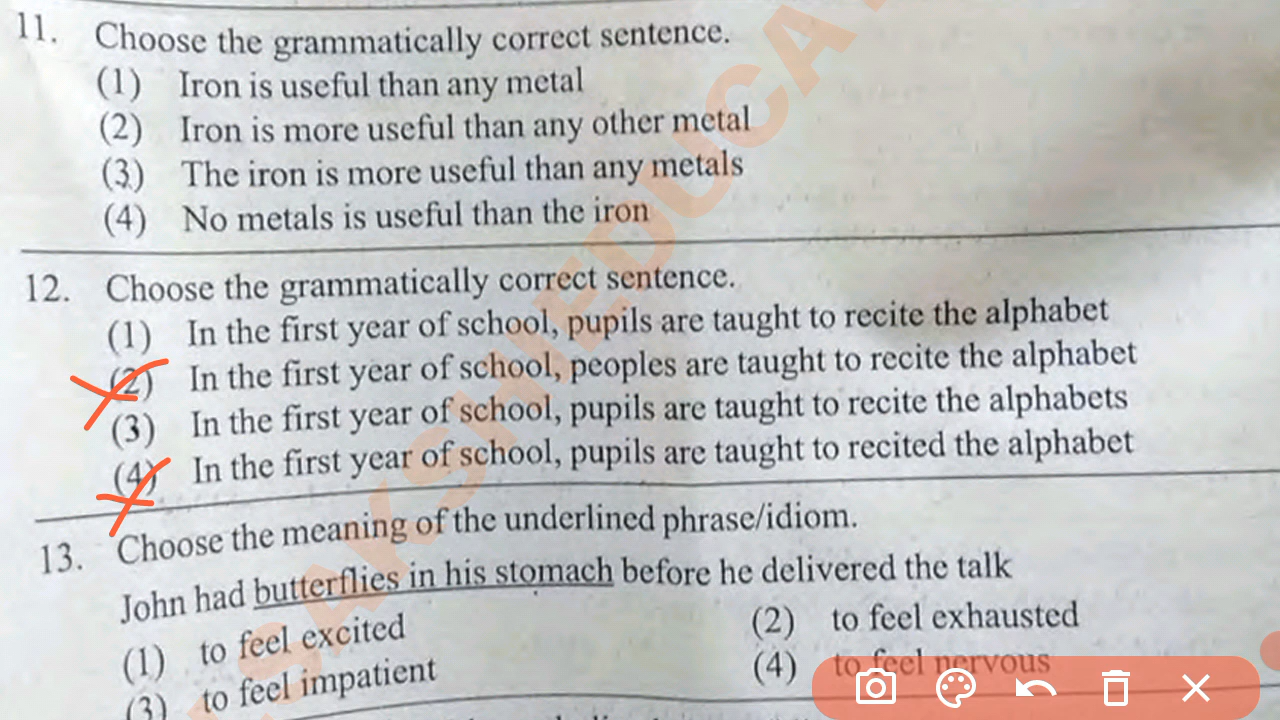 11. Choose the grammatically correct sentence.
(1) Iron is useful than any metal
(2) Iron is more useful than any other metal
(3) The iron is more useful than any metals
(4) No metals is useful than the iron
12. Choose the grammatically correct sentence.
(1) In the first year of school, pupils are taught to recite the alphabet
(2) In the first year of school, peoples are taught to recite the alphabet
(3) In the first year of school, pupils are taught to recite the alphabets
(4) In the first year of school, pupils are taught to recited the alphabet
13. Choose the meaning of the underlined phrase/idiom.
John had butterflies in his stomach before he delivered the talk
(1) to feel excited (2) to feel exhausted
(3) to feel impatient (4) to feel nervous
SAKSHI EDUCA